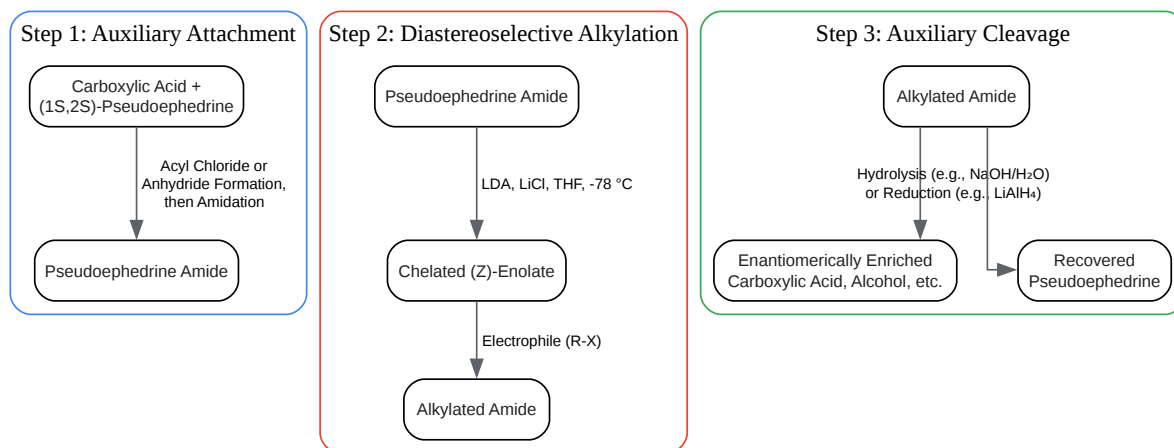 Step 1: Auxiliary Attachment
Carboxylic Acid +
(1S,2S)-Pseudoephedrine
Acyl Chloride or
Anhydride Formation,
then Amidation
Pseudoephedrine Amide
Step 2: Diastereoselective Alkylation
Pseudoephedrine Amide
LDA, LiCl, THF, -78 °C
Chelated (Z)-Enolate
Electrophile (R-X)
Alkylated Amide
Step 3: Auxiliary Cleavage
Alkylated Amide
Hydrolysis (e.g., NaOH/H₂O)
or Reduction (e.g., LiAlH₄)
Enantiomerically Enriched
Carboxylic Acid, Alcohol, etc.
Recovered
Pseudoephedrine